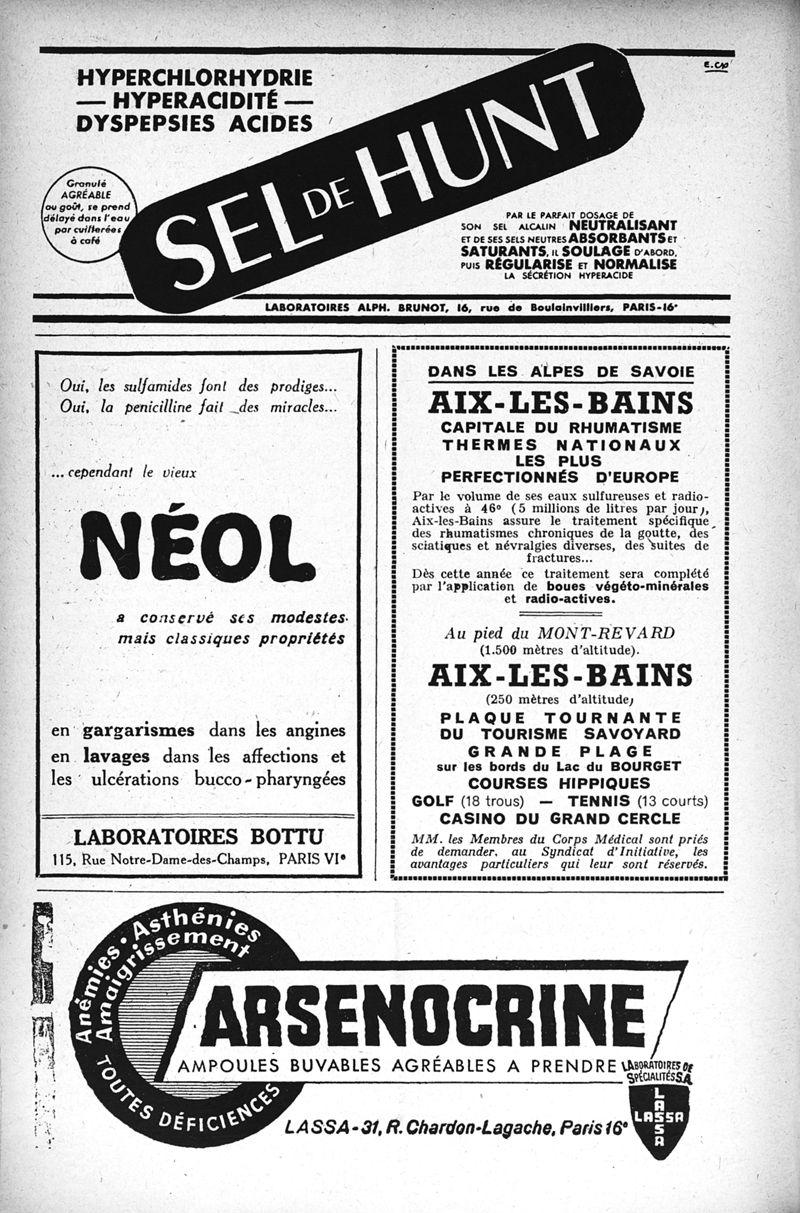 E. CAP
HYPERCHLORHYDRIE
— HYPERACIDITÉ —
DYSPEPSIES ACIDES
SEL DE HUNT
Granulé
AGRÉABLE
au goût, se prend
délayé dans l'eau
par cuillerées
à café
PAR LE PARFAIT DOSAGE DE
SON SEL ALCALIN NEUTRALISANT
ET DE SES SELS NEUTRES ABSORBANTS ET
SATURANTS, IL SOULAGE D'ABORD,
PUIS RÉGULARISE ET NORMALISE
LA SÉCRÉTION HYPERACIDE
LABORATOIRES ALPH. BRUNOT, 16, rue de Boulainvilliers, PARIS-16e
Oui, les sulfamides font des prodiges...
Oui, la penicilline fait des miracles...
...cependant le vieux
NÉOL
a conservé ses modestes
mais classiques propriétés
en gargarismes dans les angines
en lavages dans les affections et
les ulcérations bucco-pharyngées
LABORATOIRES BOTTU
115, Rue Notre-Dame-des-Champs, PARIS VIe
DANS LES ALPES DE SAVOIE
AIX-LES-BAINS
CAPITALE DU RHUMATISME
THERMES NATIONAUX
LES PLUS
PERFECTIONNÉS D'EUROPE
Par le volume de ses eaux sulfureuses et radio-
actives à 46° (5 millions de litres par jour),
Aix-les-Bains assure le traitement spécifique
des rhumatismes chroniques de la goutte, des
sciatiques et névralgies diverses, des suites de
fractures...
Dès cette année ce traitement sera complété
par l'application de boues végéto-minérales
et radio-actives.
Au pied du MONT-REVARD
(1.500 mètres d'altitude).
AIX-LES-BAINS
(250 mètres d'altitude)
PLAQUE TOURNANTE
DU TOURISME SAVOYARD
GRANDE PLAGE
sur les bords du Lac du BOURGET
COURSES HIPPIQUES
GOLF (18 trous) — TENNIS (13 courts)
CASINO DU GRAND CERCLE
MM. les Membres du Corps Médical sont priés
de demander, au Syndicat d'Initiative, les
avantages particuliers qui leur sont réservés.
Anémies · Asthénies
Amaigrissement
TOUTES DÉFICIENCES
ARSENOCRINE
AMPOULES BUVABLES AGRÉABLES A PRENDRE
LABORATOIRES DE
SPÉCIALITÉS S.A.
LASSA
LASSA
LASSA-31, R. Chardon-Lagache, Paris 16e